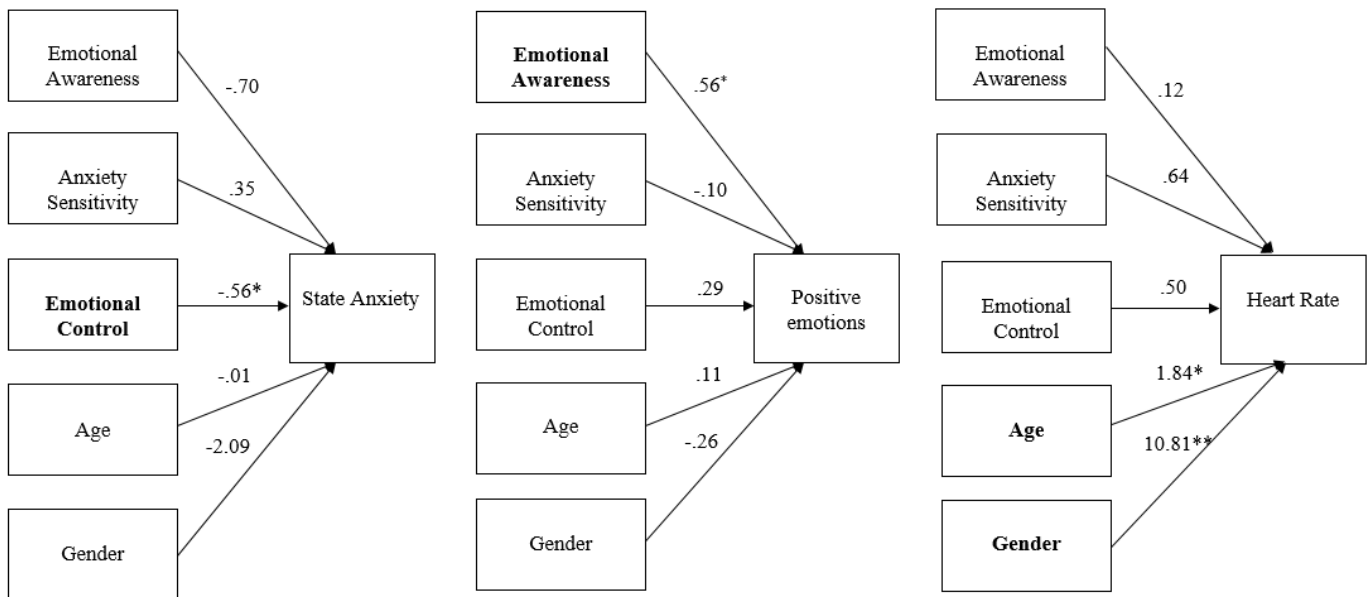 Emotional
Awareness
Anxiety
Sensitivity
Emotional
Control
Age
Gender
-.70
.35
-.56*
-.01
-2.09
State Anxiety
Emotional
Awareness
Anxiety
Sensitivity
Emotional
Control
Age
Gender
.56*
-.10
.29
.11
-.26
Positive
emotions
Emotional
Awareness
Anxiety
Sensitivity
Emotional
Control
Age
Gender
.12
.64
.50
1.84*
10.81**
Heart Rate